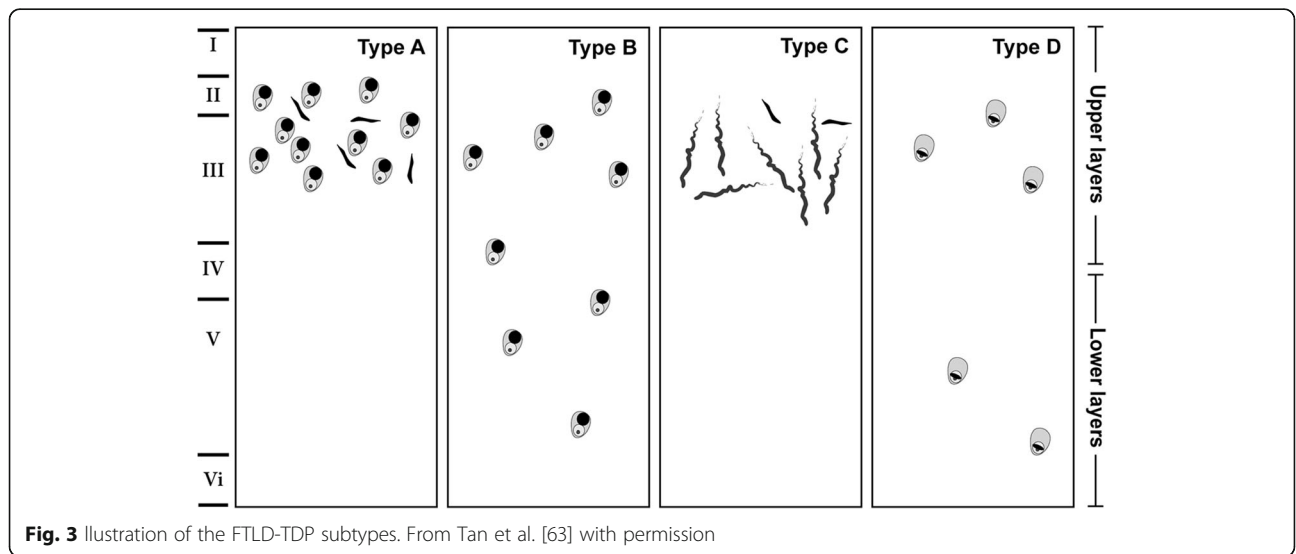 Type A
Type B
Type C
Type D
I
II
III
IV
V
Vi
Upper layers
Lower layers
Fig. 3 Ilustration of the FTLD-TDP subtypes. From Tan et al. [63] with permission